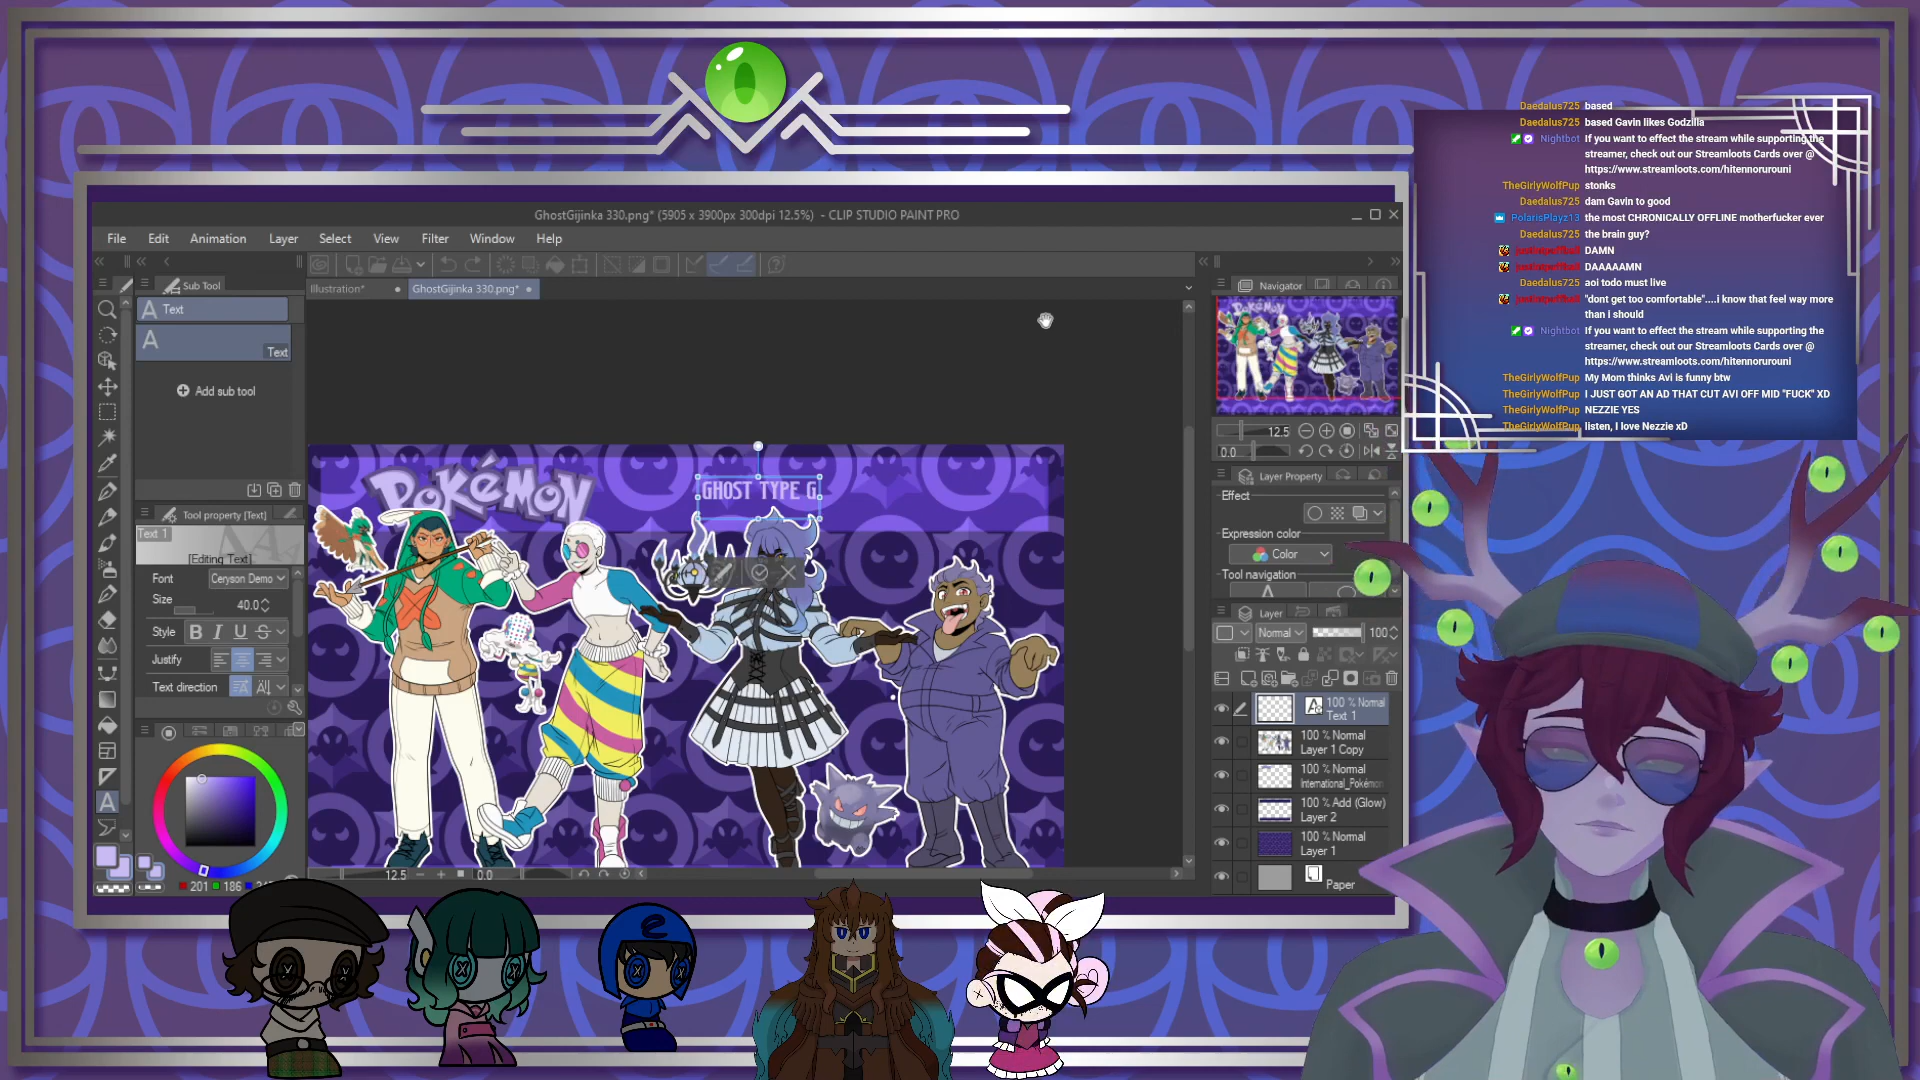 GhostGijinka 330.png* (5905 x 3900px 300dpi 12.5%) - CLIP STUDIO PAINT PRO
File Edit Animation Layer Select View Filter Window Help
Sub Tool
Illustration* GhostGijinka 330.png*
Text
Text
Add sub tool
Tool property [Text]
Text 1
[Editing Text]
Font Ceryson Demo
Size 40.0
Style B I U S
Justify
Text direction
201 186
12.5 0.0
POKéMON
GHOST TYPE G
Navigator
12.5
0.0
Layer Property
Effect
Expression color
Color
Tool navigation
Layer
Normal 100
100 % Normal
Text 1
100 % Normal
Layer 1 Copy
100 % Normal
International_Pokémon
100 % Add (Glow)
Layer 2
100 % Normal
Layer 1
Paper
Daedalus725 based
Daedalus725 based Gavin likes Godzilla
Nightbot If you want to effect the stream while supporting the
streamer, check out our Streamloots Cards over @
https://www.streamloots.com/hitennorurouni
TheGirlyWolfPup stonks
Daedalus725 dam Gavin to good
PolarisPlayz13 the most CHRONICALLY OFFLINE motherfucker ever
Daedalus725 the brain guy?
DAMN
DAAAAAMN
Daedalus725 aoi todo must live
"dont get too comfortable"....i know that feel way more
than i should
Nightbot If you want to effect the stream while supporting the
streamer, check out our Streamloots Cards over @
https://www.streamloots.com/hitennorurouni
TheGirlyWolfPup My Mom thinks Avi is funny btw
TheGirlyWolfPup I JUST GOT AN AD THAT CUT AVI OFF MID "FUCK" XD
TheGirlyWolfPup NEZZIE YES
TheGirlyWolfPup listen, I love Nezzie xD